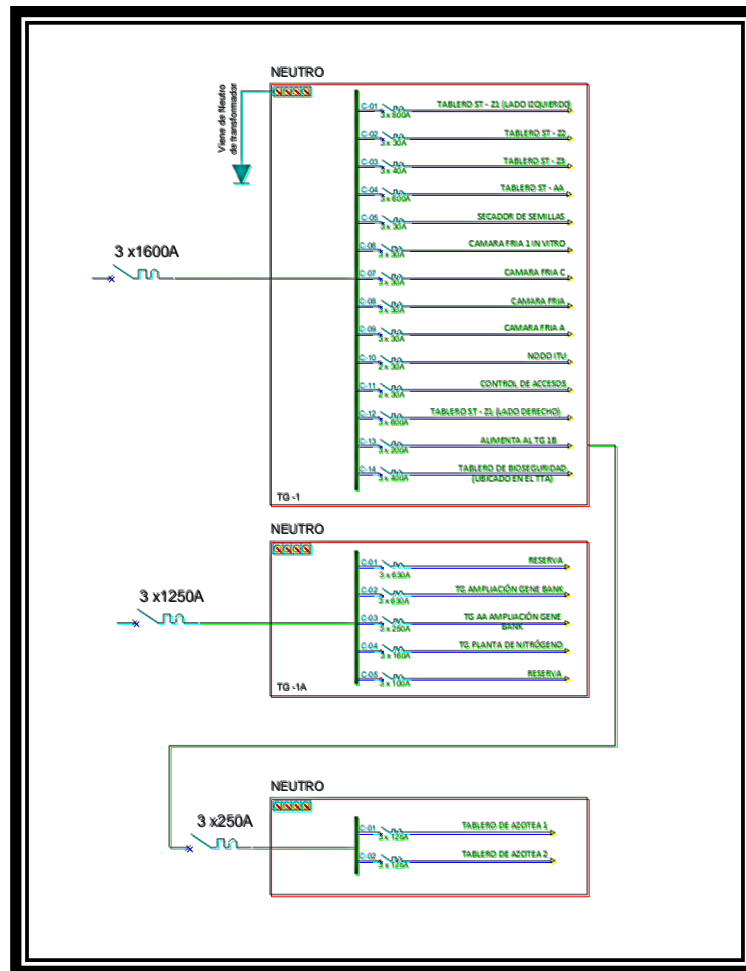 NEUTRO
Viene de Neutro
de transformador
C-01 TABLERO ST - Z1 (LADO IZQUIERDO)
3 x 800A
C-02 TABLERO ST - Z2
3 x 30A
C-03 TABLERO ST - Z3
3 x 40A
C-04 TABLERO ST - AA
3 x 600A
C-05 SECADOR DE SEMILLAS
3 x 30A
3 x1600A
C-06 CAMARA FRIA 1 IN VITRO
3 x 30A
C-07 CAMARA FRIA C
3 x 30A
C-08 CAMARA FRIA
3 x 30A
C-09 CAMARA FRIA A
3 x 30A
C-10 NODO ITU
2 x 30A
C-11 CONTROL DE ACCESOS
2 x 30A
C-12 TABLERO ST - Z1 (LADO DERECHO)
3 x 600A
C-13 ALIMENTA AL TG 1B
3 x 200A
C-14 TABLERO DE BIOSEGURIDAD
(UBICADO EN EL TTA)
3 x 400A
TG -1
NEUTRO
C-01 RESERVA
3 x 630A
C-02 TG AMPLIACIÓN GENE BANK
3 x 630A
3 x1250A
C-03 TG AA AMPLIACIÓN GENE
BANK
3 x 250A
C-04 TG PLANTA DE NITRÓGENO
3 x 160A
C-05 RESERVA
3 x 100A
TG -1A
NEUTRO
3 x250A
C-01 TABLERO DE AZOTEA 1
3 x 125A
C-02 TABLERO DE AZOTEA 2
3 x 125A